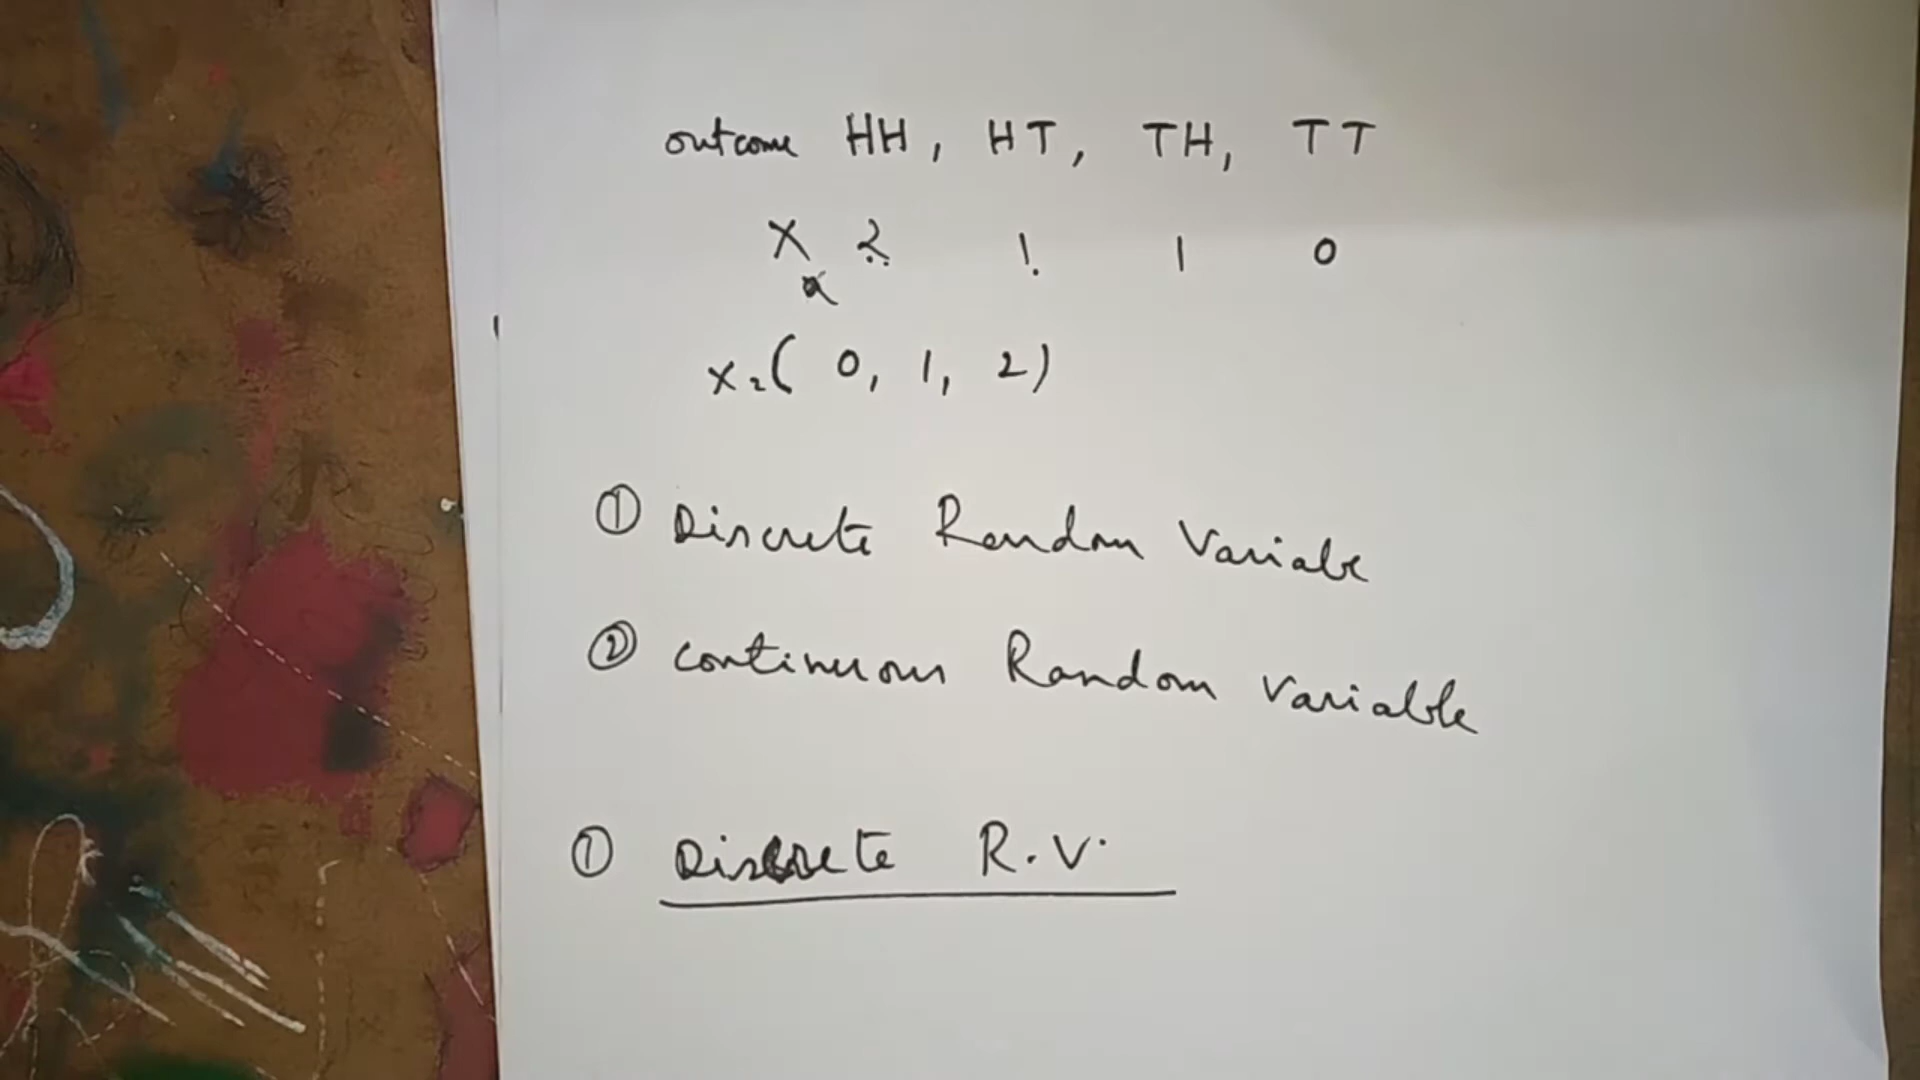 outcome HH, HT, TH, TT
X 2 1 1 0
x = ( 0, 1, 2)
① Discrete Random Variabe
② continuous Random Variable
① Discrete R.V.